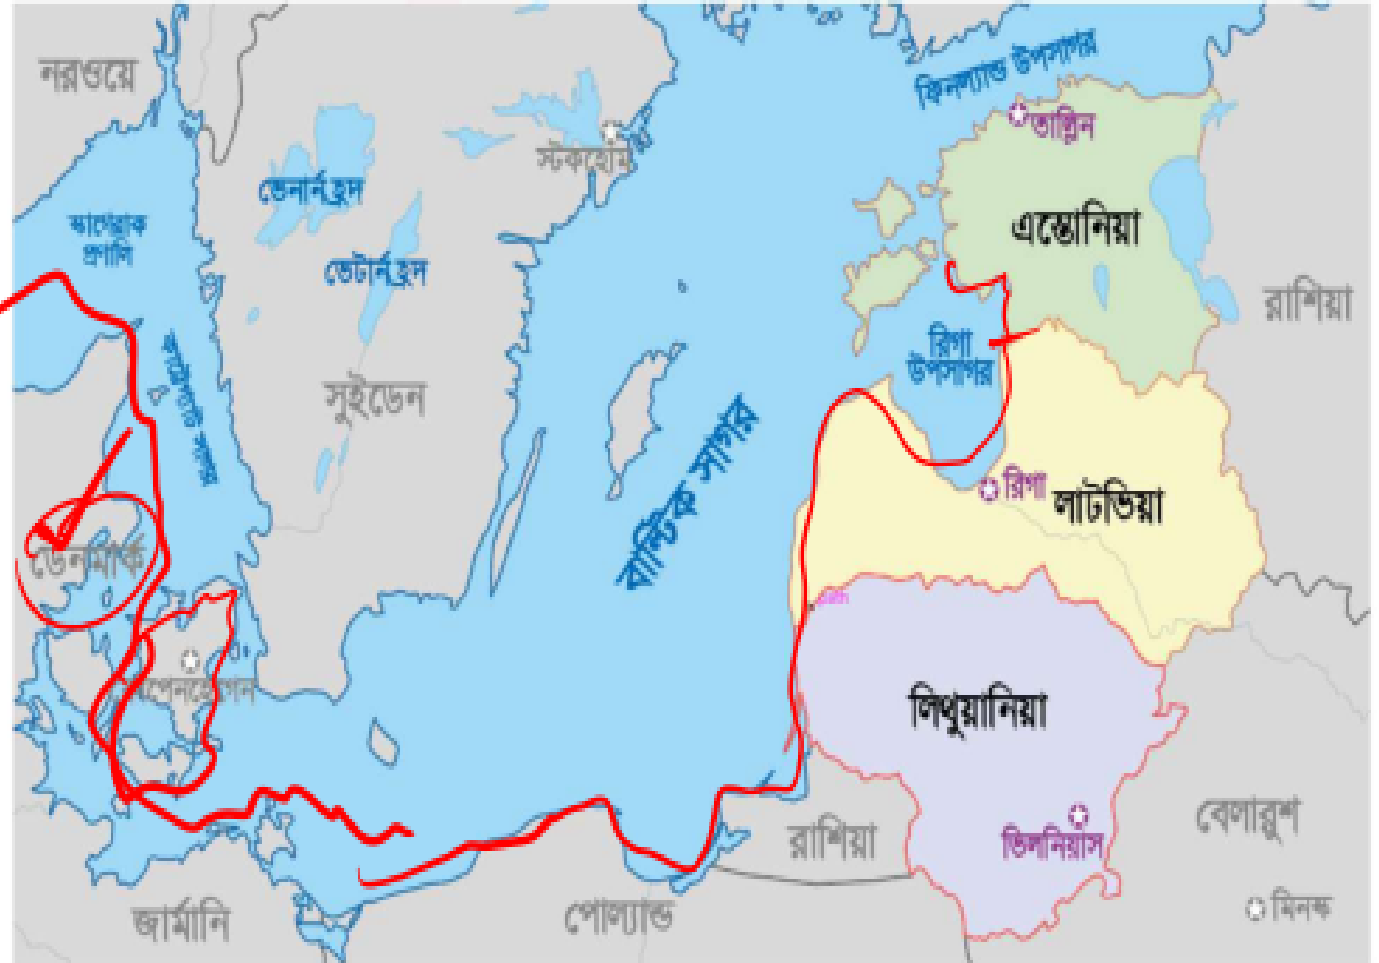 নরওয়ে
ফিনল্যান্ড উপসাগর
তাল্লিন
স্টকহোম
ভেনার্ন হ্রদ
স্কাগেরাক
প্রণালি
এস্তোনিয়া
ভেটার্ন হ্রদ
রাশিয়া
রিগা
উপসাগর
সুইডেন
বাল্টিক সাগর
রিগা
লাটভিয়া
ডেনমার্ক
কোপেনহেগেন
লিথুয়ানিয়া
রাশিয়া
ভিলনিয়াস
বেলারুশ
জার্মানি
পোল্যান্ড
মিনস্ক